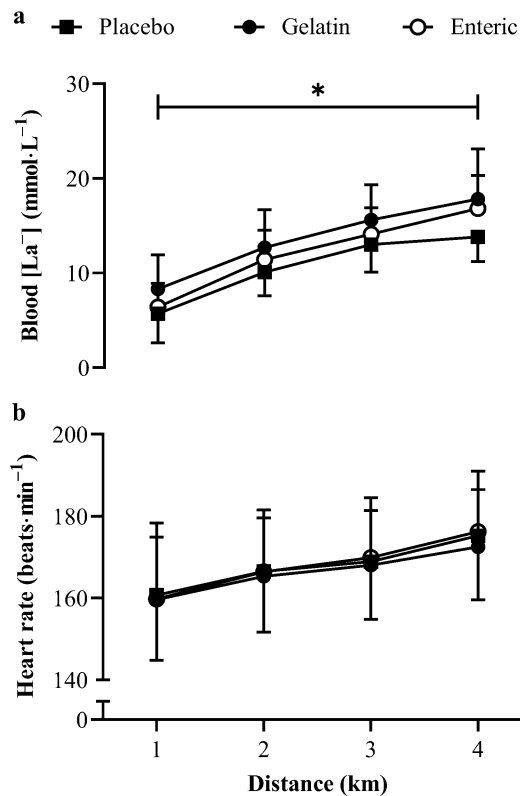 a
Placebo Gelatin Enteric
30
*
20
10
0
Blood [La⁻] (mmol·L⁻¹)
b
200
180
160
140
0
Heart rate (beats·min⁻¹)
1 2 3 4
Distance (km)